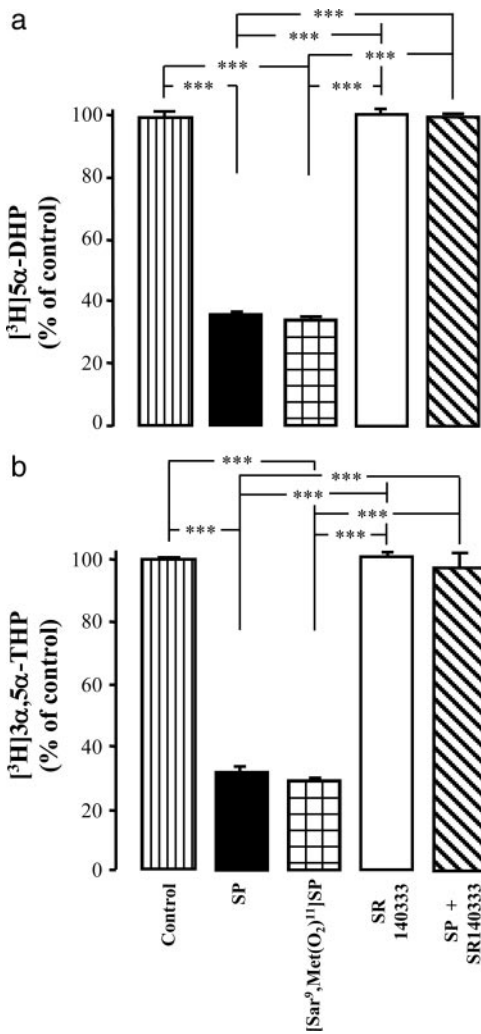 a
***
***
***
***
***
***
[³H]5α-DHP
(% of control)
100
80
60
40
20
0
b
***
***
***
***
***
***
[³H]3α,5α-THP
(% of control)
100
80
60
40
20
0
Control
SP
[Sar⁹,Met(O₂)¹¹]SP
SR
140333
SP +
SR140333